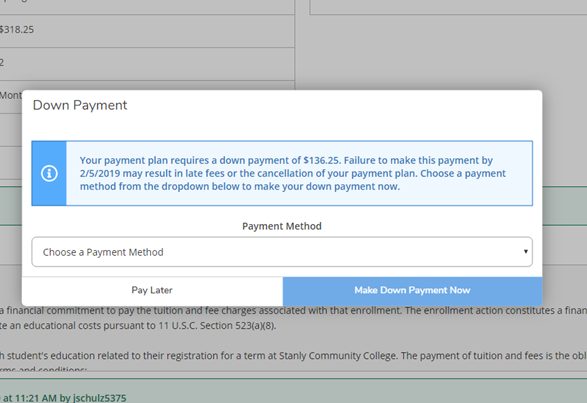 $318.25
2
Mont
Down Payment
Your payment plan requires a down payment of $136.25. Failure to make this payment by
2/5/2019 may result in late fees or the cancellation of your payment plan. Choose a payment
method from the dropdown below to make your down payment now.
Payment Method
Choose a Payment Method
Pay Later
Make Down Payment Now
a financial commitment to pay the tuition and fee charges associated with that enrollment. The enrollment action constitutes a finan
te an educational costs pursuant to 11 U.S.C. Section 523(a)(8).
h student's education related to their registration for a term at Stanly Community College. The payment of tuition and fees is the obl
rms and conditions:
at 11:21 AM by jschulz5375